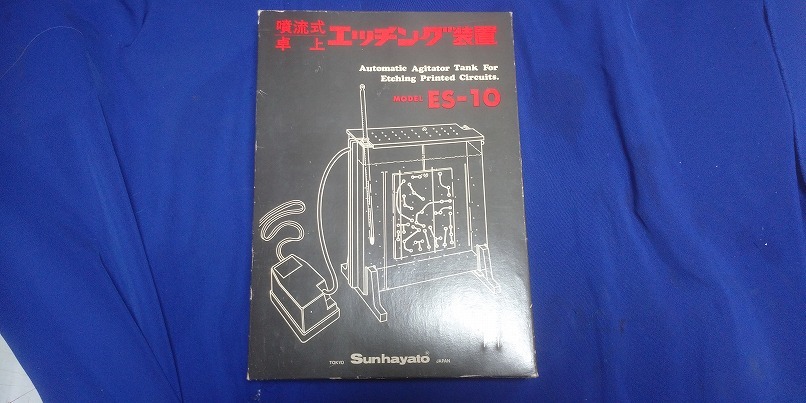 噴流式
卓上 エッチング装置
Automatic Agitator Tank For
Etching Printed Circuits.
MODEL ES-10
TOKYO Sunhayato® JAPAN